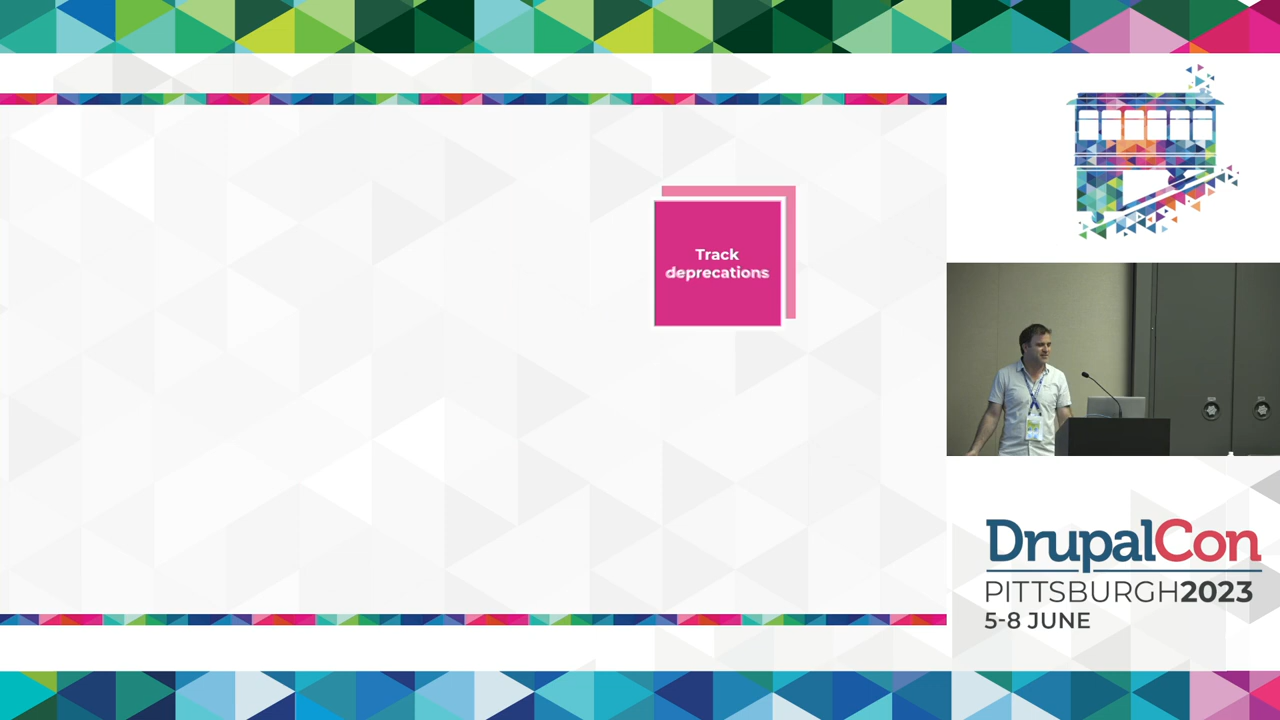 Track
deprecations
DrupalCon
PITTSBURGH2023
5-8 JUNE